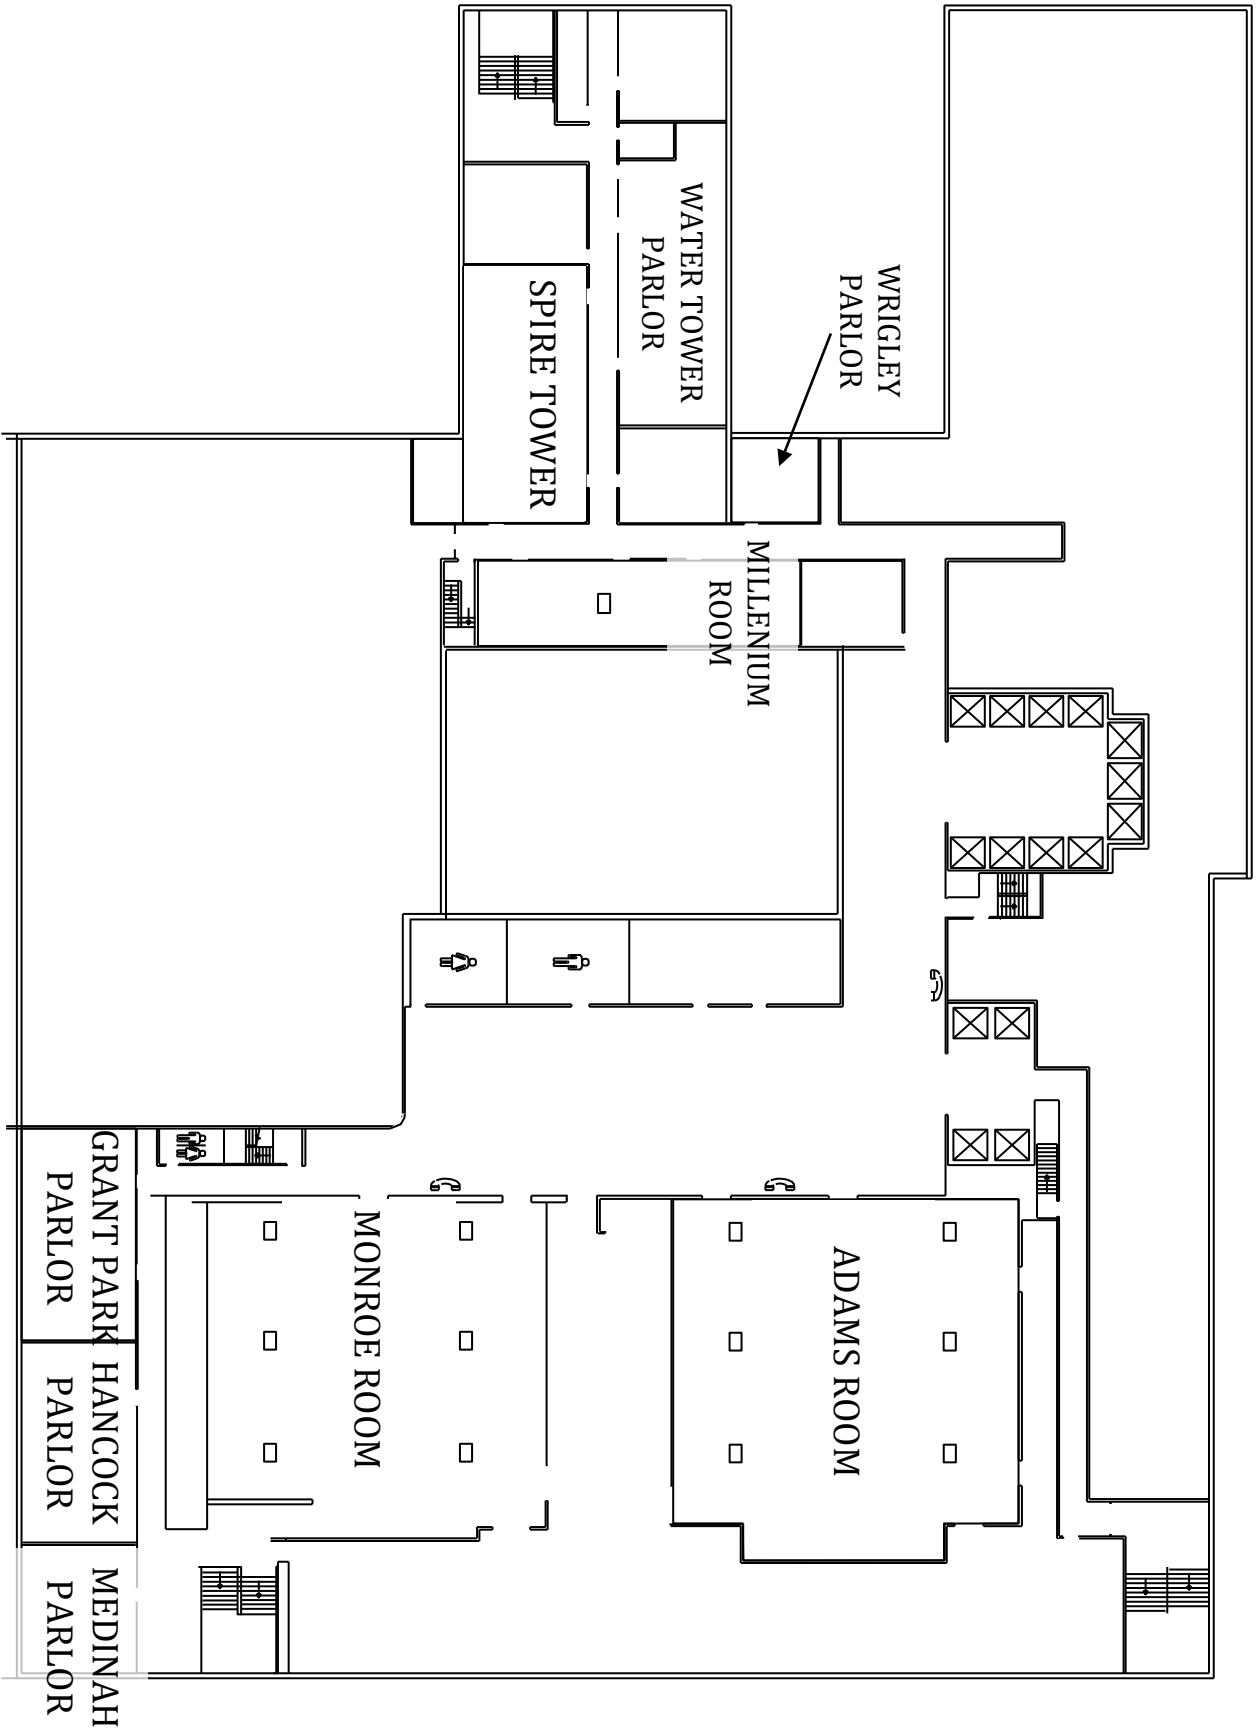 WATER TOWER
PARLOR
WRIGLEY
PARLOR
SPIRE TOWER
MILLENIUM
ROOM
GRANT PARK
PARLOR
HANCOCK
PARLOR
MEDINAH
PARLOR
MONROE ROOM
ADAMS ROOM